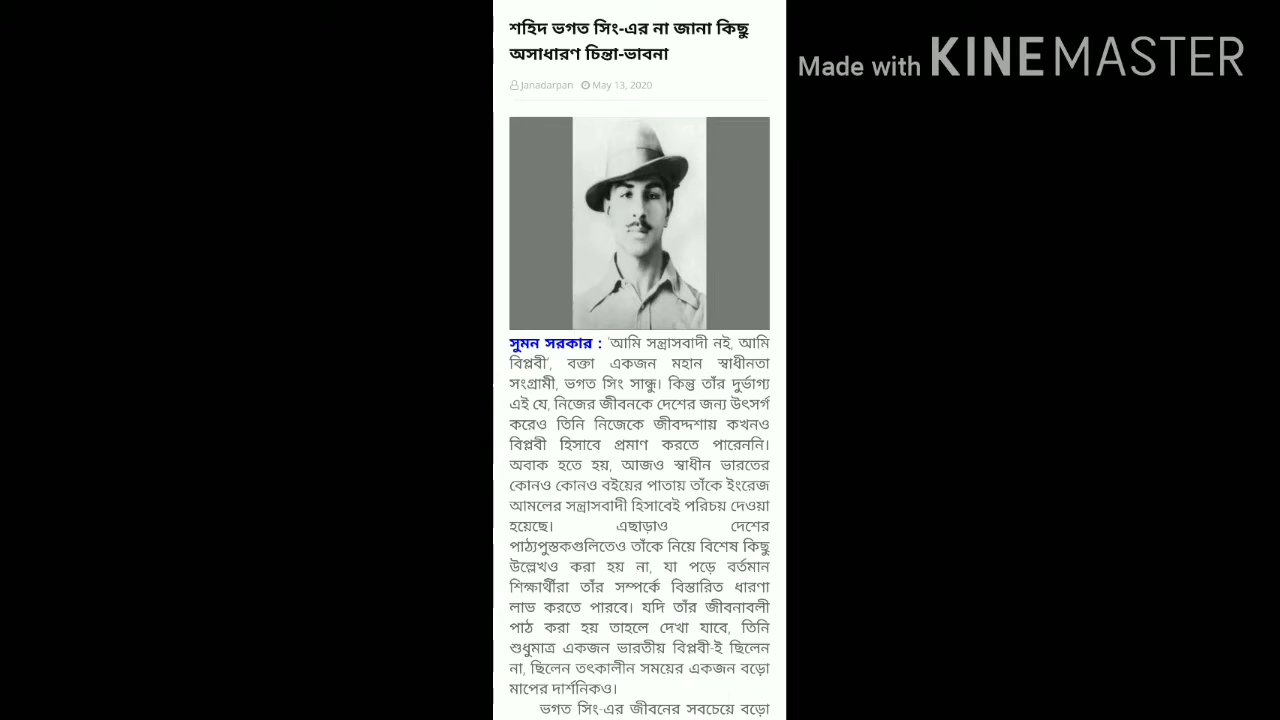 শহিদ ভগত সিং-এর না জানা কিছু
অসাধারণ চিন্তা-ভাবনা
Janadarpan May 13, 2020
Made with KINEMASTER
সুমন সরকার : 'আমি সন্ত্রাসবাদী নই, আমি
বিপ্লবী', বক্তা একজন মহান স্বাধীনতা
সংগ্রামী, ভগত সিং সান্ধু। কিন্তু তাঁর দুর্ভাগ্য
এই যে, নিজের জীবনকে দেশের জন্য উৎসর্গ
করেও তিনি নিজেকে জীবদ্দশায় কখনও
বিপ্লবী হিসাবে প্রমাণ করতে পারেননি।
অবাক হতে হয়, আজও স্বাধীন ভারতের
কোনও কোনও বইয়ের পাতায় তাঁকে ইংরেজ
আমলের সন্ত্রাসবাদী হিসাবেই পরিচয় দেওয়া
হয়েছে। এছাড়াও দেশের
পাঠ্যপুস্তকগুলিতেও তাঁকে নিয়ে বিশেষ কিছু
উল্লেখও করা হয় না, যা পড়ে বর্তমান
শিক্ষার্থীরা তাঁর সম্পর্কে বিস্তারিত ধারণা
লাভ করতে পারবে। যদি তাঁর জীবনাবলী
পাঠ করা হয় তাহলে দেখা যাবে, তিনি
শুধুমাত্র একজন ভারতীয় বিপ্লবী-ই ছিলেন
না, ছিলেন তৎকালীন সময়ের একজন বড়ো
মাপের দার্শনিকও।
ভগত সিং-এর জীবনের সবচেয়ে বড়ো